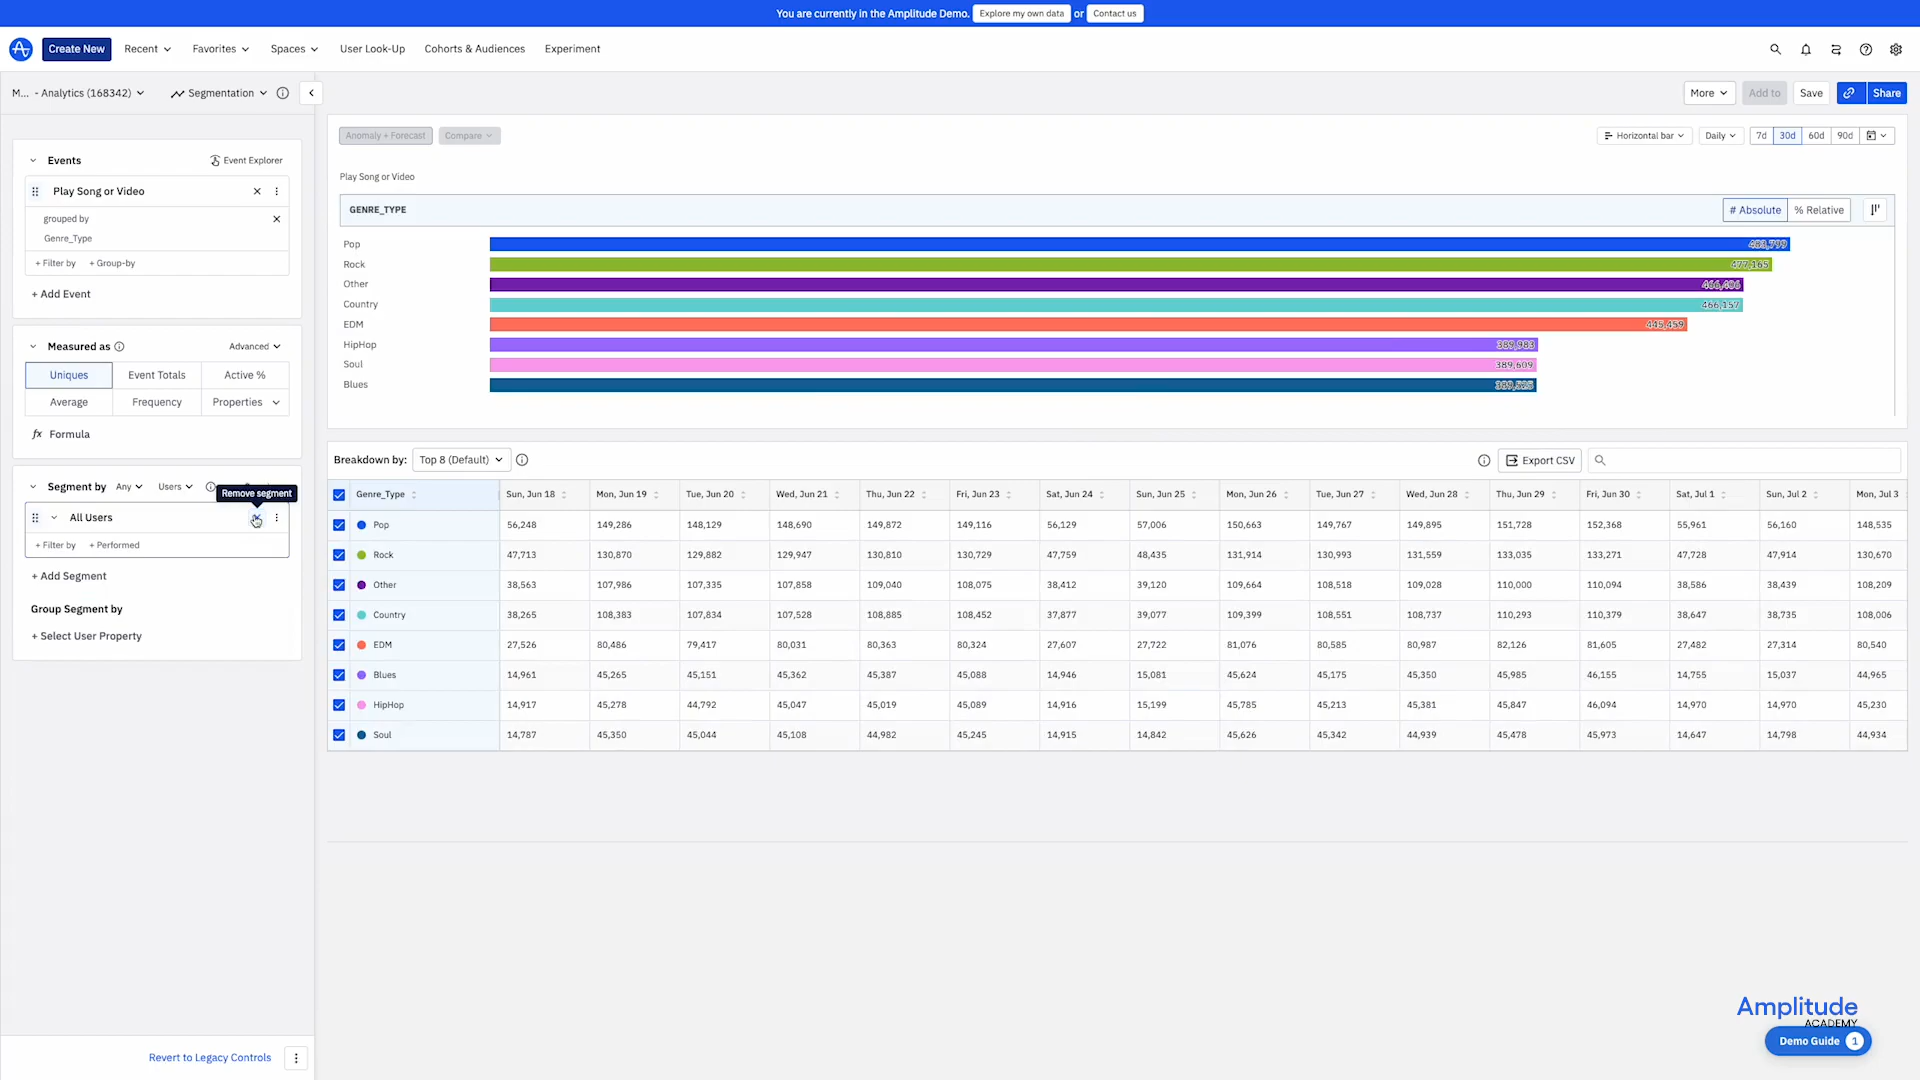 You are currently in the Amplitude Demo. Explore my own data or Contact us
Create New Recent Favorites Spaces User Look-Up Cohorts & Audiences Experiment
M... - Analytics (168342) Segmentation More Add to Save Share
Events Event Explorer
Play Song or Video
grouped by
Genre_Type
+ Filter by + Group-by
+ Add Event
Measured as Advanced
Uniques Event Totals Active %
Average Frequency Properties
fx Formula
Segment by Any Users
Remove segment
All Users
+ Filter by + Performed
+ Add Segment
Group Segment by
+ Select User Property
Revert to Legacy Controls
Anomaly + Forecast Compare Horizontal bar Daily 7d 30d 60d 90d
Play Song or Video
GENRE_TYPE # Absolute % Relative
Pop 483,799
Rock 477,165
Other 466,406
Country 466,157
EDM 445,459
HipHop 389,983
Soul 389,609
Blues 389,525
Breakdown by: Top 8 (Default) Export CSV
Genre_Type Sun, Jun 18 Mon, Jun 19 Tue, Jun 20 Wed, Jun 21 Thu, Jun 22 Fri, Jun 23 Sat, Jun 24 Sun, Jun 25 Mon, Jun 26 Tue, Jun 27 Wed, Jun 28 Thu, Jun 29 Fri, Jun 30 Sat, Jul 1 Sun, Jul 2 Mon, Jul 3
Pop 56,248 149,286 148,129 148,690 149,872 149,116 56,129 57,006 150,663 149,767 149,895 151,728 152,368 55,961 56,160 148,535
Rock 47,713 130,870 129,882 129,947 130,810 130,729 47,759 48,435 131,914 130,993 131,559 133,035 133,271 47,728 47,914 130,670
Other 38,563 107,986 107,335 107,858 109,040 108,075 38,412 39,120 109,664 108,518 109,028 110,000 110,094 38,586 38,439 108,209
Country 38,265 108,383 107,834 107,528 108,885 108,452 37,877 39,077 109,399 108,551 108,737 110,293 110,379 38,647 38,735 108,006
EDM 27,526 80,486 79,417 80,031 80,363 80,324 27,607 27,722 81,076 80,585 80,987 82,126 81,605 27,482 27,314 80,540
Blues 14,961 45,265 45,151 45,362 45,387 45,088 14,946 15,081 45,624 45,175 45,350 45,985 46,155 14,755 15,037 44,965
HipHop 14,917 45,278 44,792 45,047 45,019 45,089 14,916 15,199 45,785 45,213 45,381 45,847 46,094 14,970 14,970 45,230
Soul 14,787 45,350 45,044 45,108 44,982 45,245 14,915 14,842 45,626 45,342 44,939 45,478 45,973 14,647 14,798 44,934
Amplitude
ACADEMY
Demo Guide 1